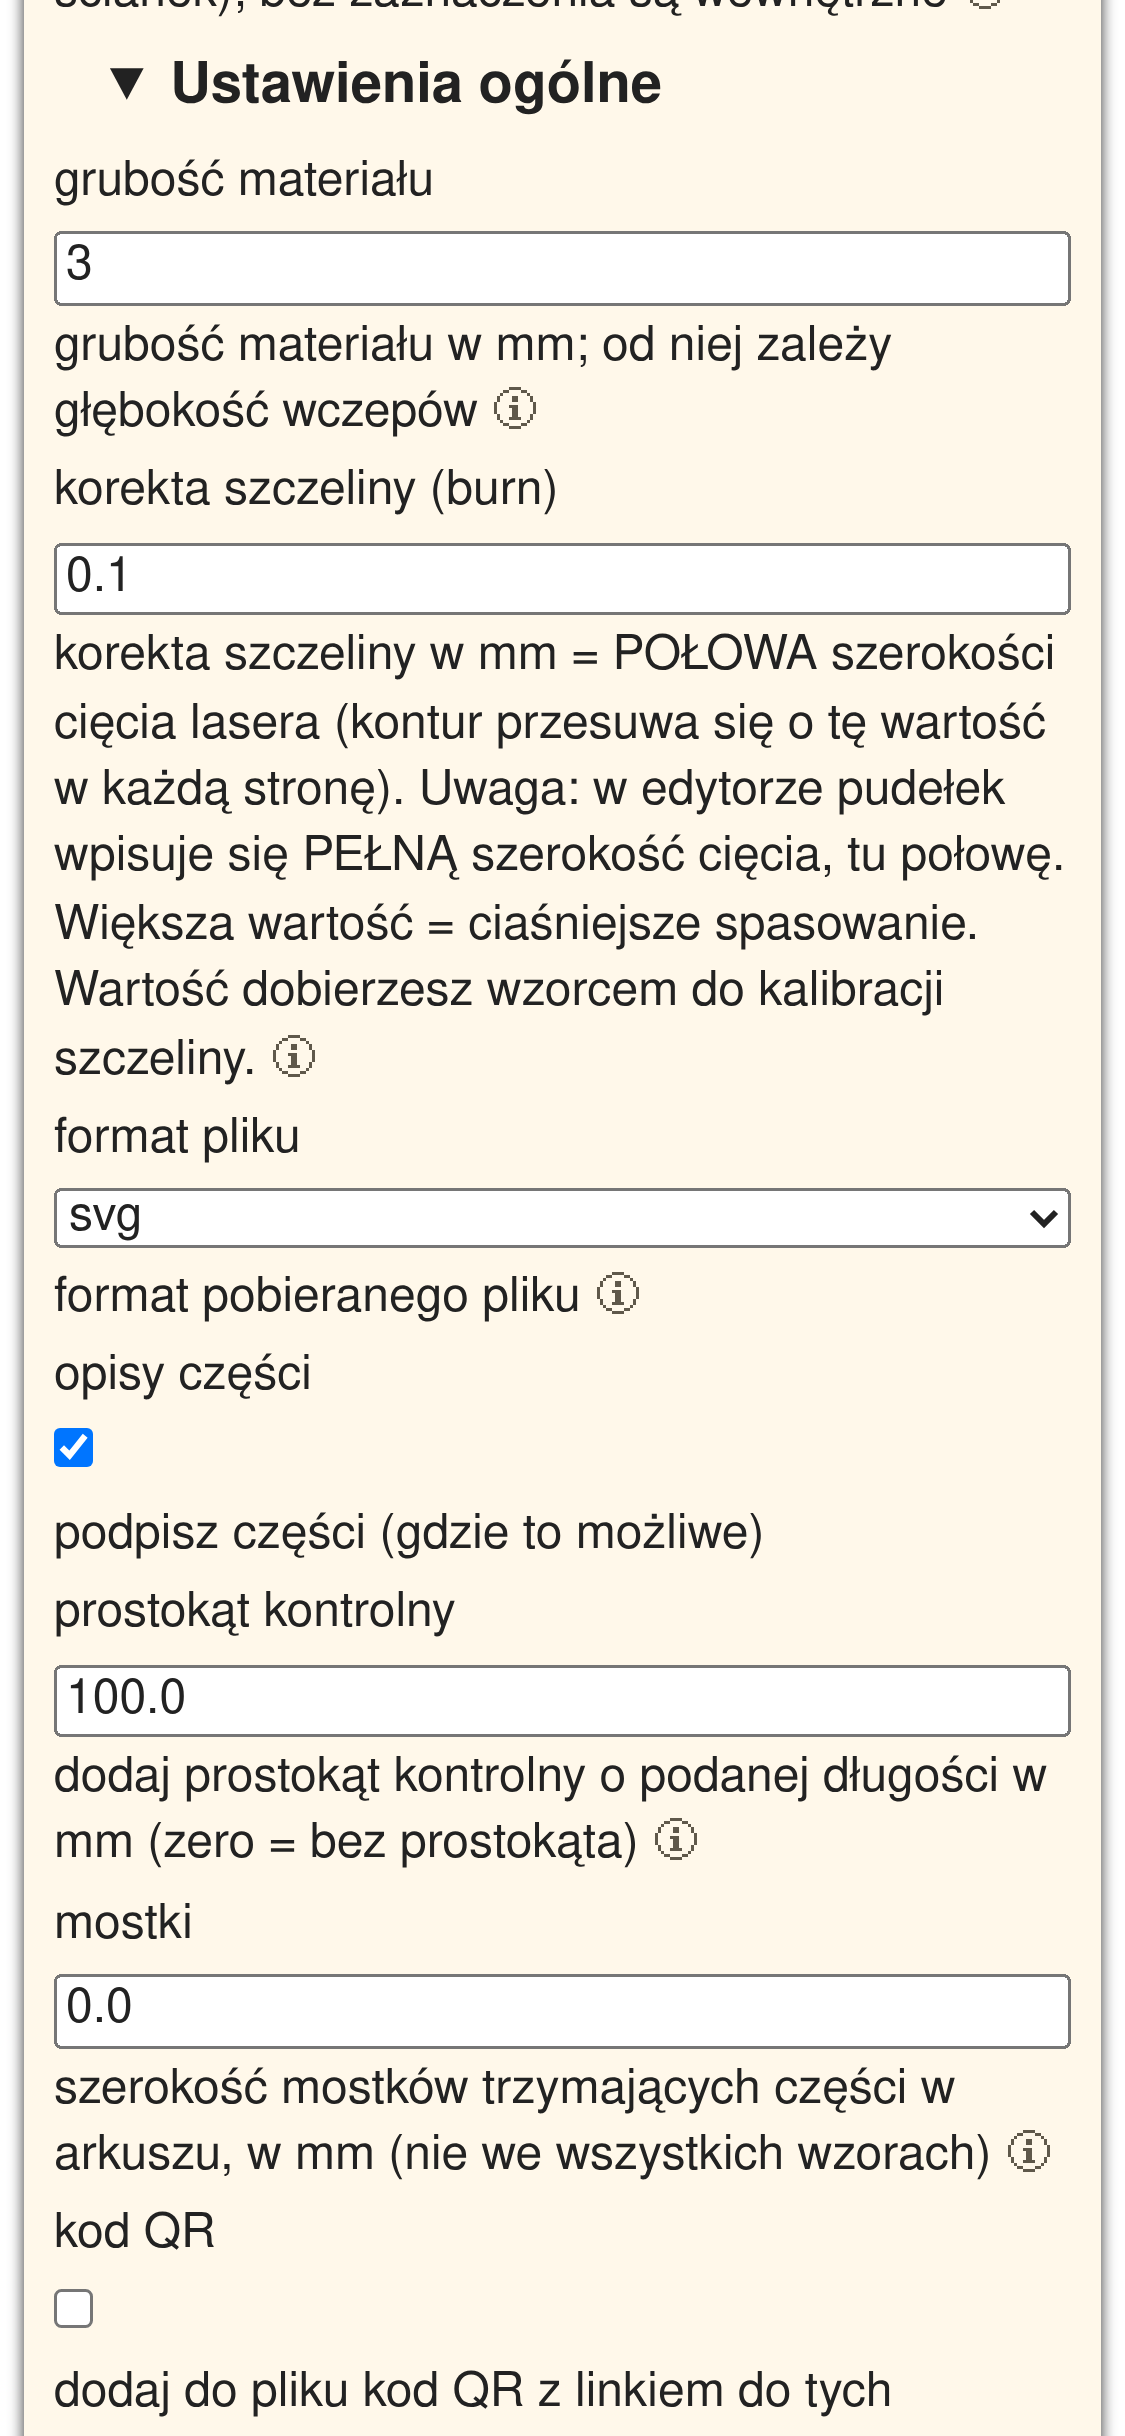 ścianek); bez zaznaczenia są wewnętrzne ⓘ
▼ Ustawienia ogólne
grubość materiału
3
grubość materiału w mm; od niej zależy
głębokość wczepów ⓘ
korekta szczeliny (burn)
0.1
korekta szczeliny w mm = POŁOWA szerokości
cięcia lasera (kontur przesuwa się o tę wartość
w każdą stronę). Uwaga: w edytorze pudełek
wpisuje się PEŁNĄ szerokość cięcia, tu połowę.
Większa wartość = ciaśniejsze spasowanie.
Wartość dobierzesz wzorcem do kalibracji
szczeliny. ⓘ
format pliku
svg
format pobieranego pliku ⓘ
opisy części
podpisz części (gdzie to możliwe)
prostokąt kontrolny
100.0
dodaj prostokąt kontrolny o podanej długości w
mm (zero = bez prostokąta) ⓘ
mostki
0.0
szerokość mostków trzymających części w
arkuszu, w mm (nie we wszystkich wzorach) ⓘ
kod QR
dodaj do pliku kod QR z linkiem do tych